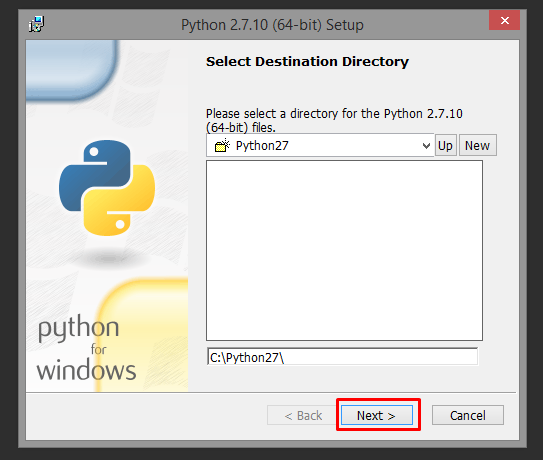 Python 2.7.10 (64-bit) Setup
Select Destination Directory
Please select a directory for the Python 2.7.10
(64-bit) files.
Python27
Up
New
C:\Python27\
python
for
windows
< Back
Next >
Cancel